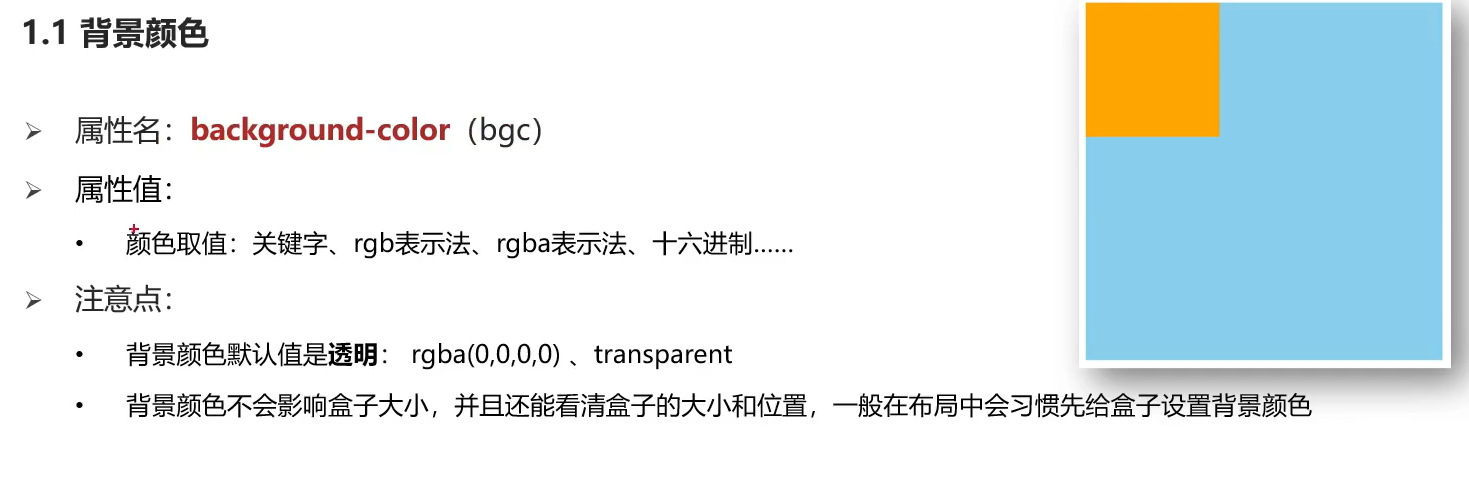 1.1 背景颜色
属性名：background-color（bgc）
属性值：
颜色取值：关键字、rgb表示法、rgba表示法、十六进制......
注意点：
背景颜色默认值是透明： rgba(0,0,0,0) 、transparent
背景颜色不会影响盒子大小，并且还能看清盒子的大小和位置，一般在布局中会习惯先给盒子设置背景颜色